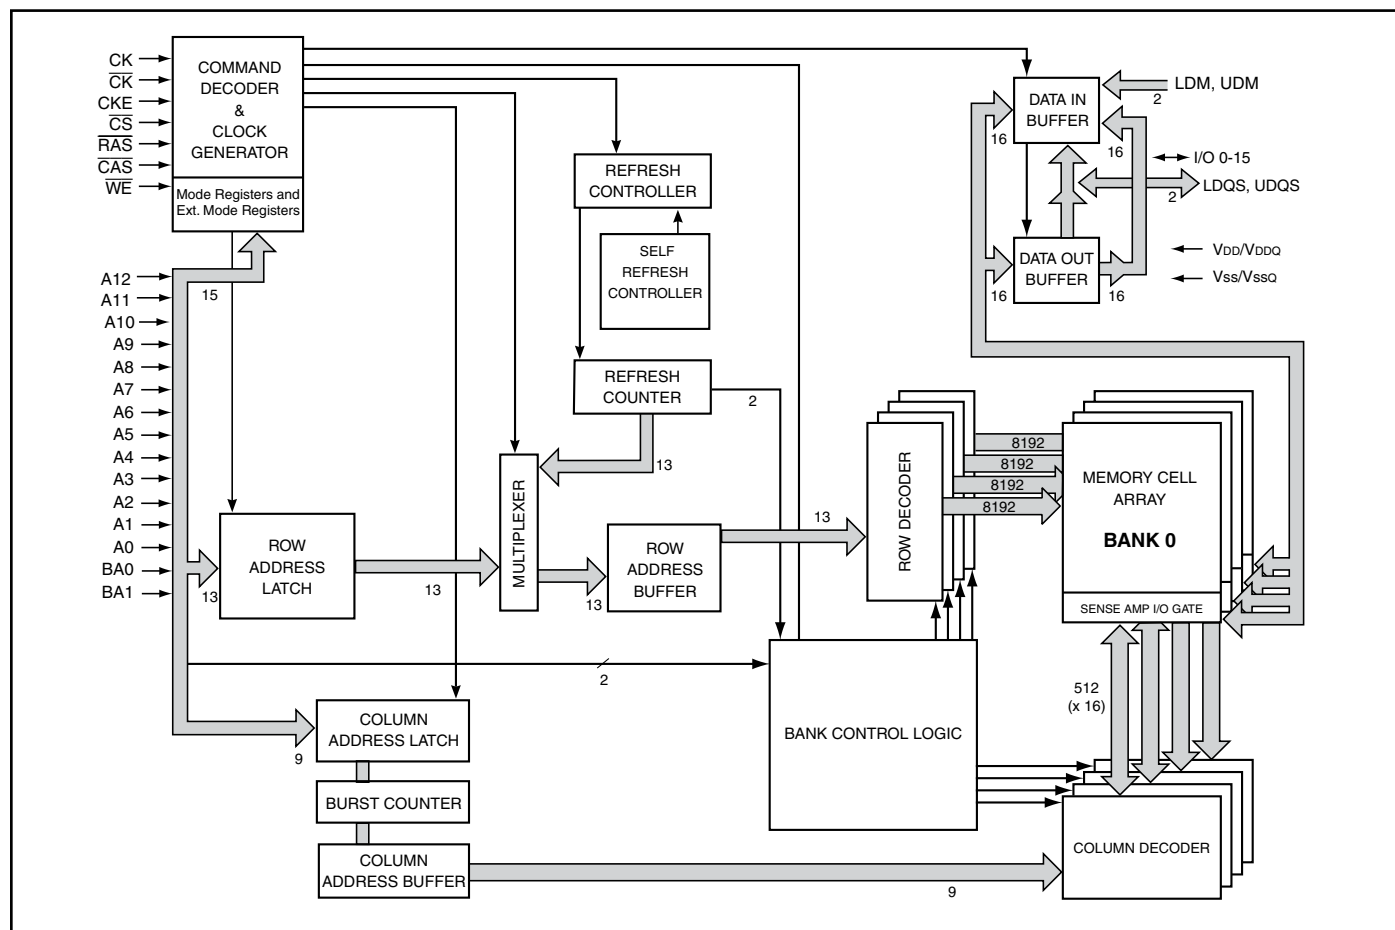 CK
C̅K̅
CKE
C̅S̅
R̅A̅S̅
C̅A̅S̅
W̅E̅
COMMAND
DECODER
&
CLOCK
GENERATOR
Mode Registers and
Ext. Mode Registers
A12
A11
A10
A9
A8
A7
A6
A5
A4
A3
A2
A1
A0
BA0
BA1
15
13
ROW
ADDRESS
LATCH
13
REFRESH
CONTROLLER
SELF
REFRESH
CONTROLLER
REFRESH
COUNTER
2
13
MULTIPLEXER
13
ROW
ADDRESS
BUFFER
13
2
9
COLUMN
ADDRESS LATCH
BURST COUNTER
COLUMN
ADDRESS BUFFER
9
BANK CONTROL LOGIC
ROW DECODER
8192
8192
8192
8192
MEMORY CELL
ARRAY
BANK 0
SENSE AMP I/O GATE
512
(x 16)
COLUMN DECODER
DATA IN
BUFFER
2
LDM, UDM
16
16
I/O 0-15
2
LDQS, UDQS
DATA OUT
BUFFER
16
16
VDD/VDDQ
Vss/VssQ